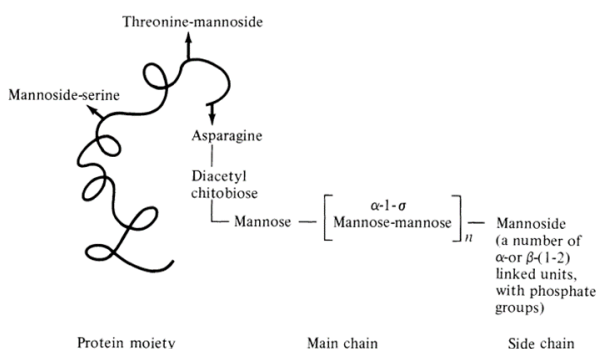 Threonine-mannoside
Mannoside-serine
Asparagine
Diacetyl
chitobiose
Mannose
α-1-σ
Mannose-mannose
n
Mannoside
(a number of
α-or β-(1-2)
linked units,
with phosphate
groups)
Protein moiety
Main chain
Side chain